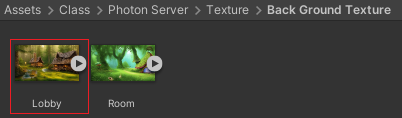 Assets > Class > Photon Server > Texture > Back Ground Texture
Lobby
Room